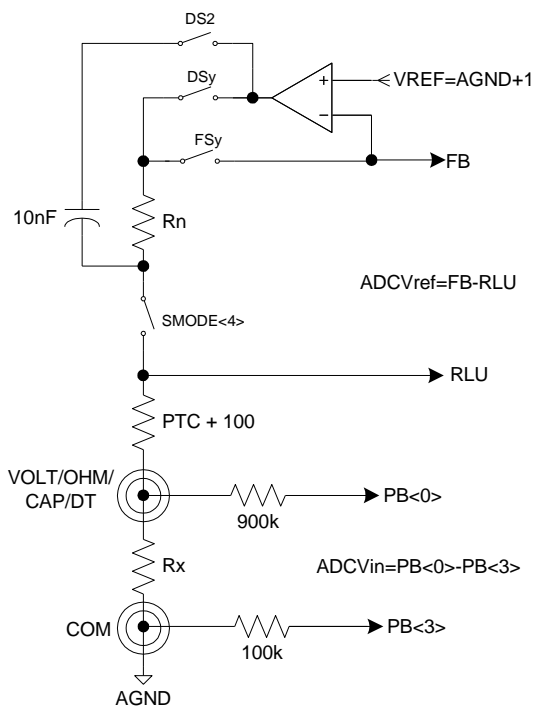 DS2
DSy
+
VREF=AGND+1
−
FSy
FB
10nF
Rn
ADCVref=FB-RLU
SMODE<4>
RLU
PTC + 100
VOLT/OHM/
CAP/DT
PB<0>
900k
Rx
ADCVin=PB<0>-PB<3>
COM
PB<3>
100k
AGND